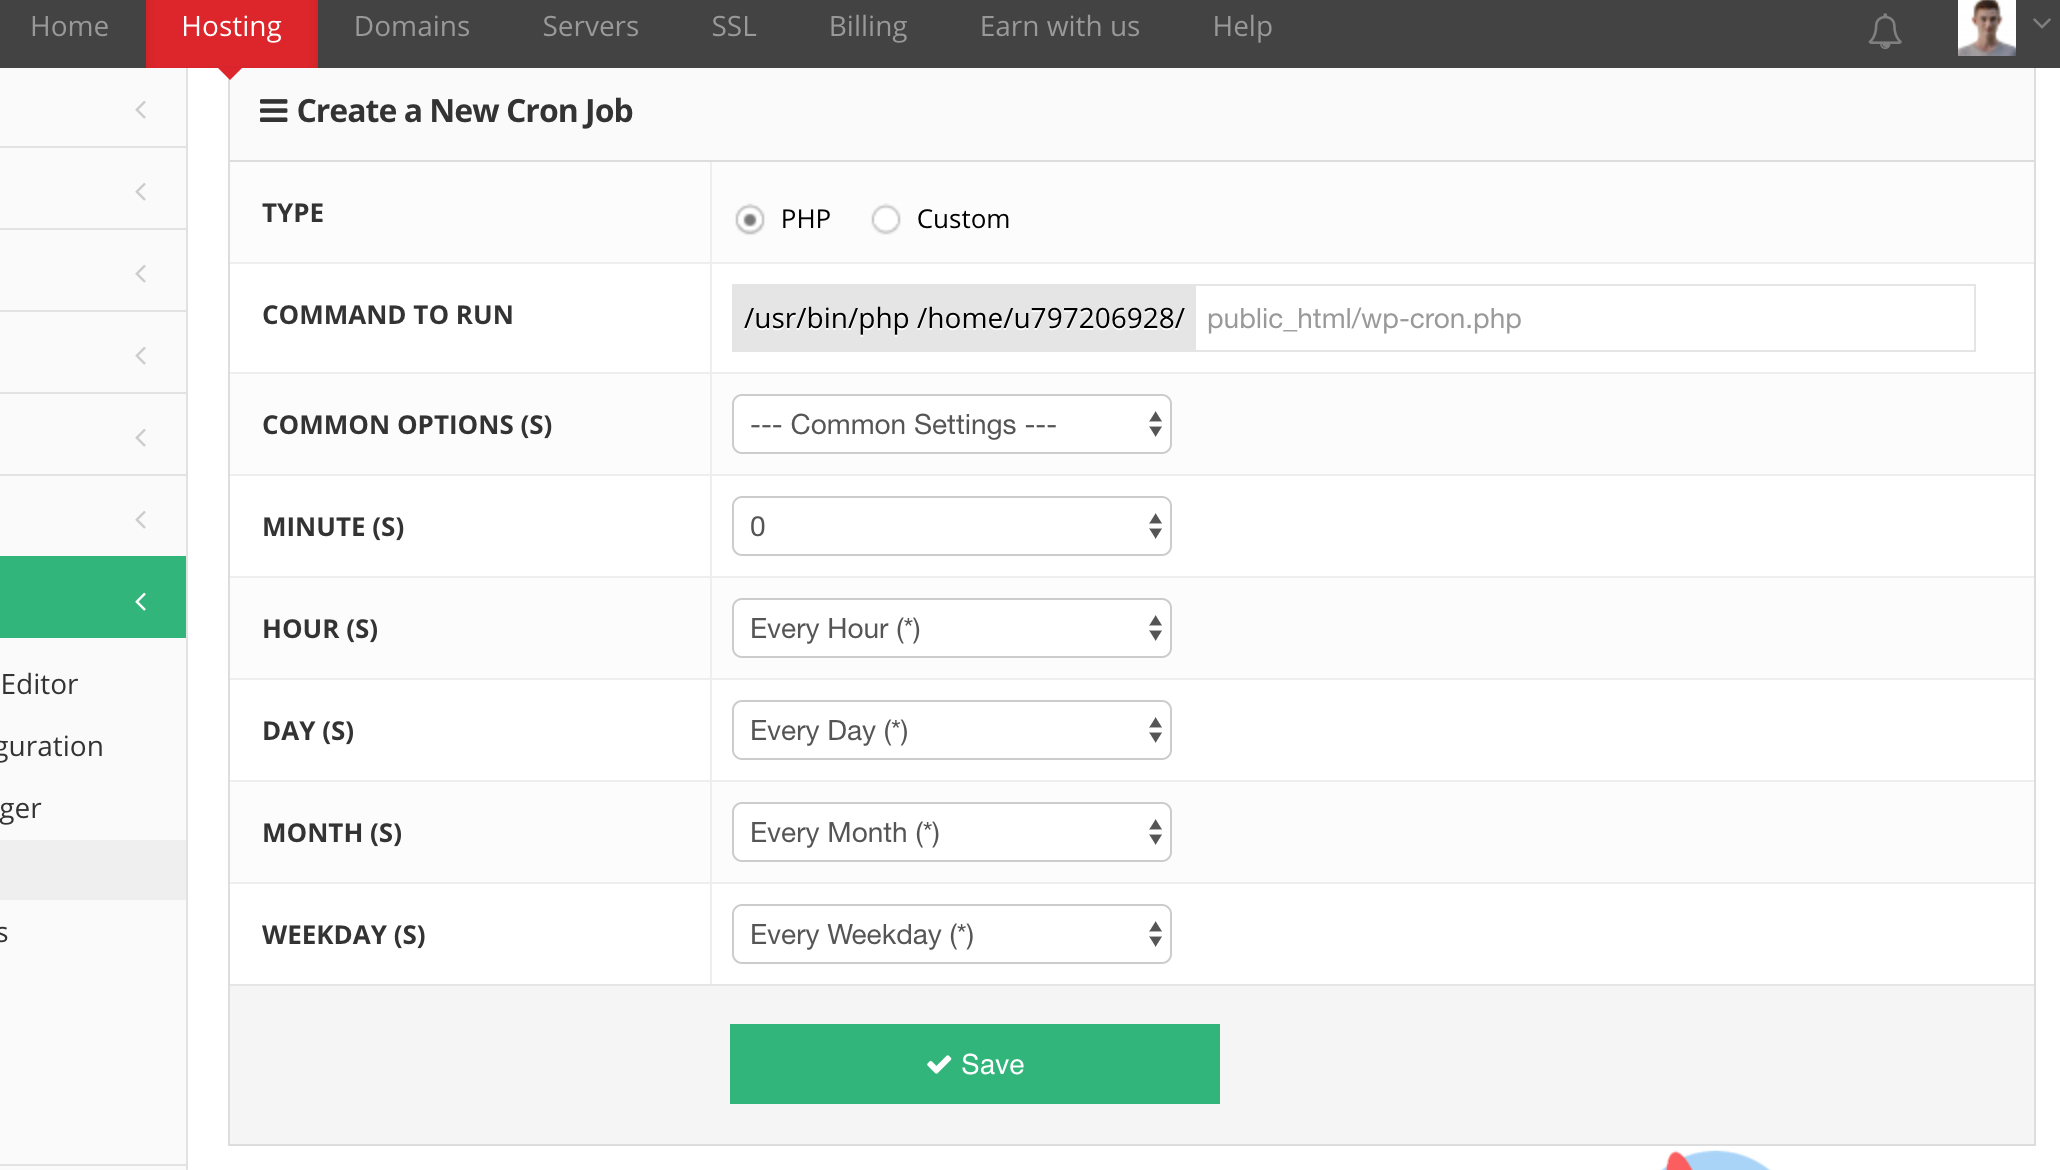 Home Hosting Domains Servers SSL Billing Earn with us Help
Create a New Cron Job
TYPE PHP Custom
COMMAND TO RUN /usr/bin/php /home/u797206928/ public_html/wp-cron.php
COMMON OPTIONS (S) --- Common Settings ---
MINUTE (S) 0
HOUR (S) Every Hour (*)
Editor
DAY (S) Every Day (*)
guration
ger
MONTH (S) Every Month (*)
s
WEEKDAY (S) Every Weekday (*)
Save